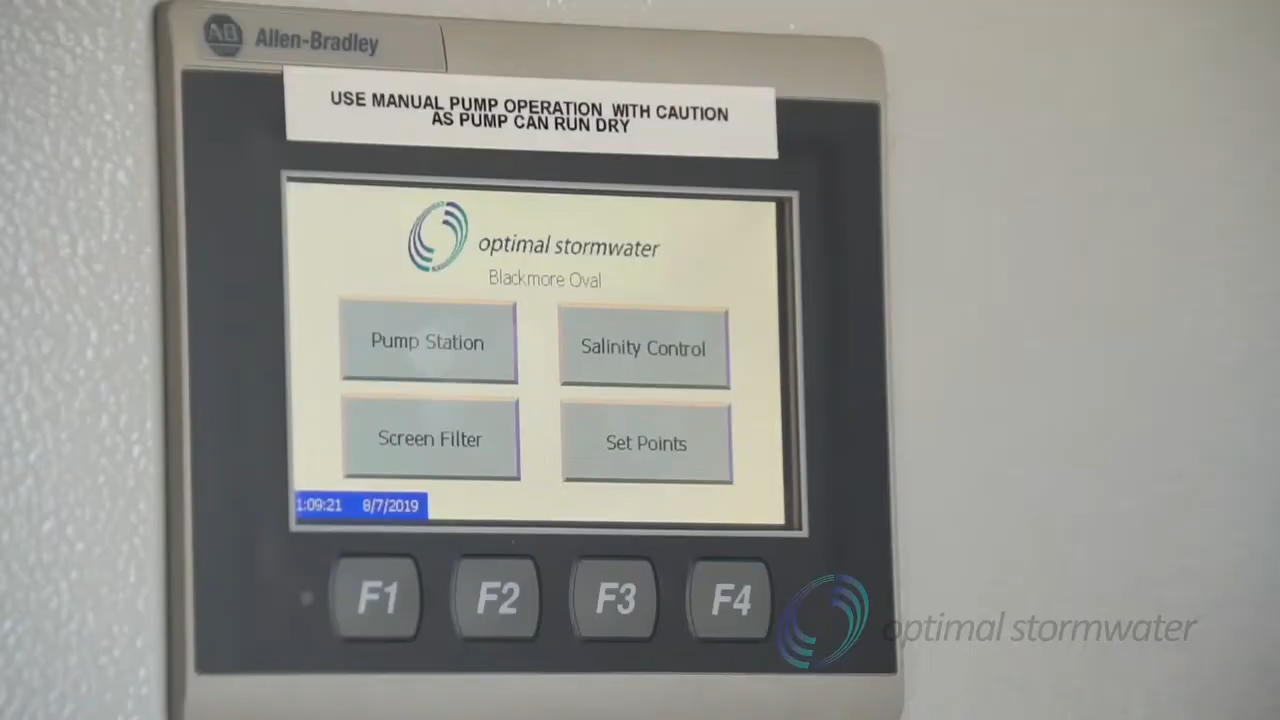 AB Allen-Bradley
USE MANUAL PUMP OPERATION WITH CAUTION
AS PUMP CAN RUN DRY
optimal stormwater
Blackmore Oval
Pump Station
Salinity Control
Screen Filter
Set Points
1:09:21 8/7/2019
F1 F2 F3 F4
optimal stormwater